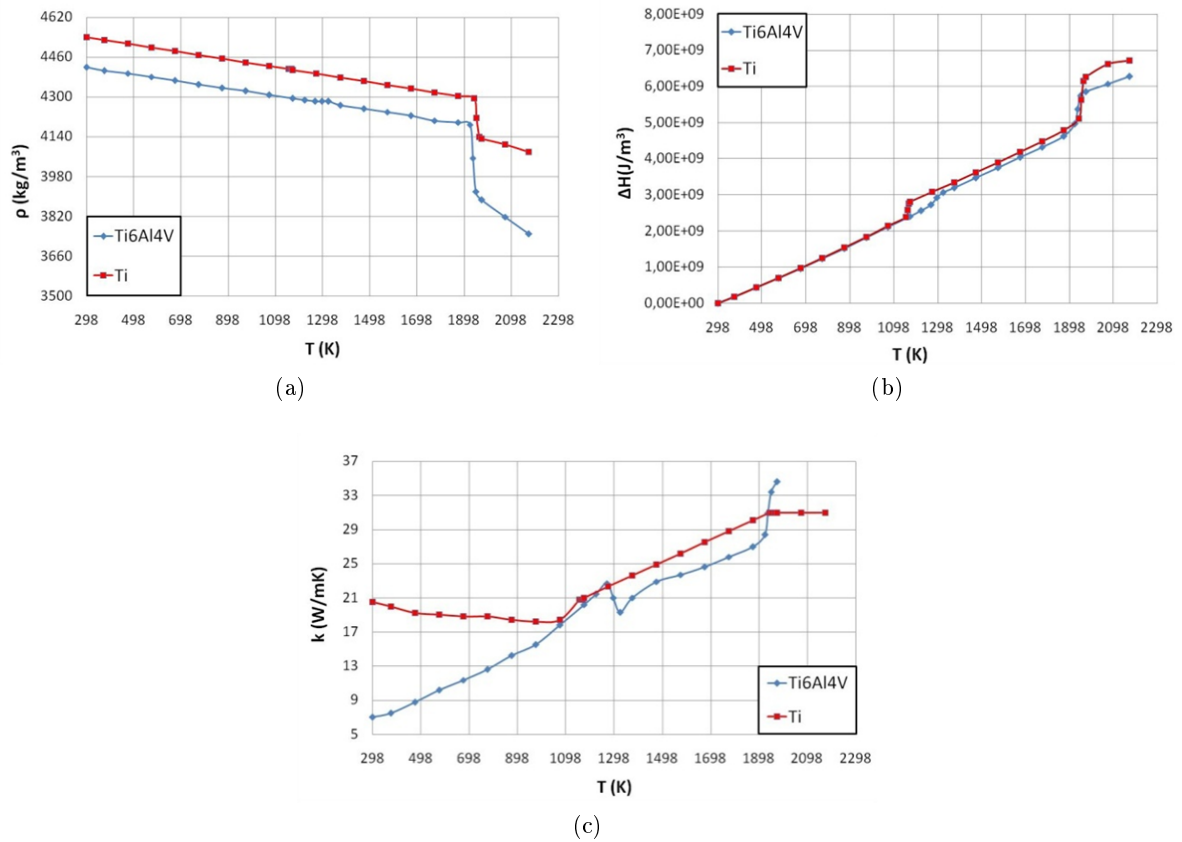 4620
4460
4300
4140
3980
3820
3660
3500
ρ (kg/m³)
Ti6Al4V
Ti
298 498 698 898 1098 1298 1498 1698 1898 2098 2298
T (K)
(a)
8,00E+09
7,00E+09
6,00E+09
5,00E+09
4,00E+09
3,00E+09
2,00E+09
1,00E+09
0,00E+00
ΔH(J/m³)
Ti6Al4V
Ti
298 498 698 898 1098 1298 1498 1698 1898 2098 2298
T (K)
(b)
37
33
29
25
21
17
13
9
5
k (W/mK)
Ti6Al4V
Ti
298 498 698 898 1098 1298 1498 1698 1898 2098 2298
T (K)
(c)